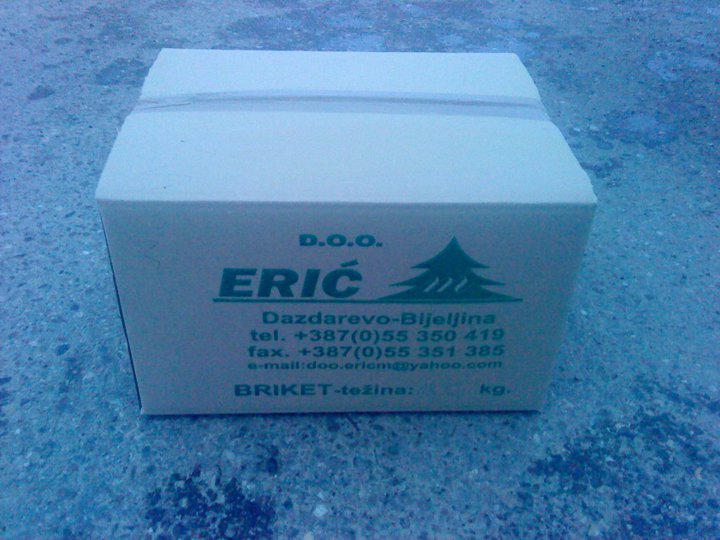 D.O.O.
ERIĆ
Dazdarevo-Bijeljina
tel. +387(0)55 350 419
fax. +387(0)55 351 385
e-mail:doo.ericm@yahoo.com
BRIKET-težina: kg.